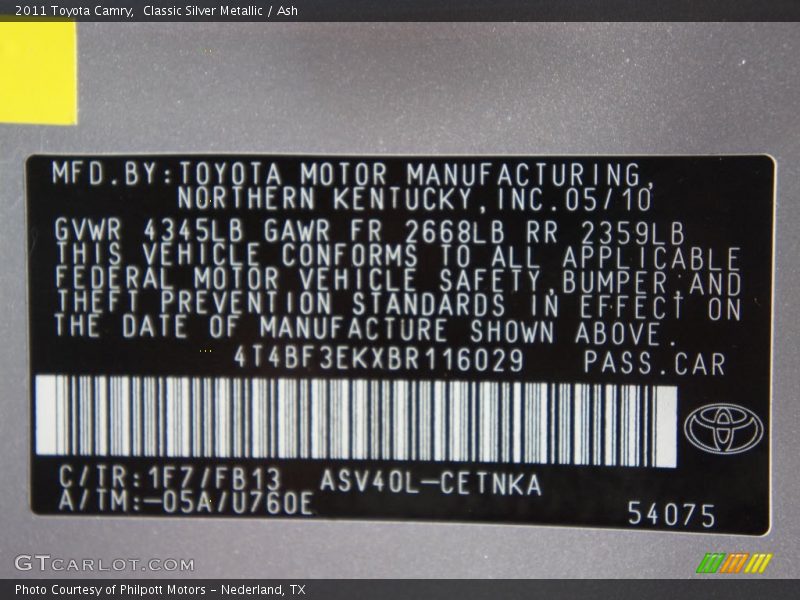 2011 Toyota Camry,  Classic Silver Metallic / Ash
MFD.BY:TOYOTA MOTOR MANUFACTURING,
NORTHERN KENTUCKY,INC.05/10
GVWR 4345LB GAWR FR 2668LB RR 2359LB
THIS VEHICLE CONFORMS TO ALL APPLICABLE
FEDERAL MOTOR VEHICLE SAFETY,BUMPER,AND
THEFT PREVENTION STANDARDS IN EFFECT ON
THE DATE OF MANUFACTURE SHOWN ABOVE.
4T4BF3EKXBR116029 PASS.CAR
C/TR:1F7/FB13 ASV40L-CETNKA
A/TM:-05A/U760E
54075
GTCARLOT.COM
Photo Courtesy of Philpott Motors - Nederland, TX